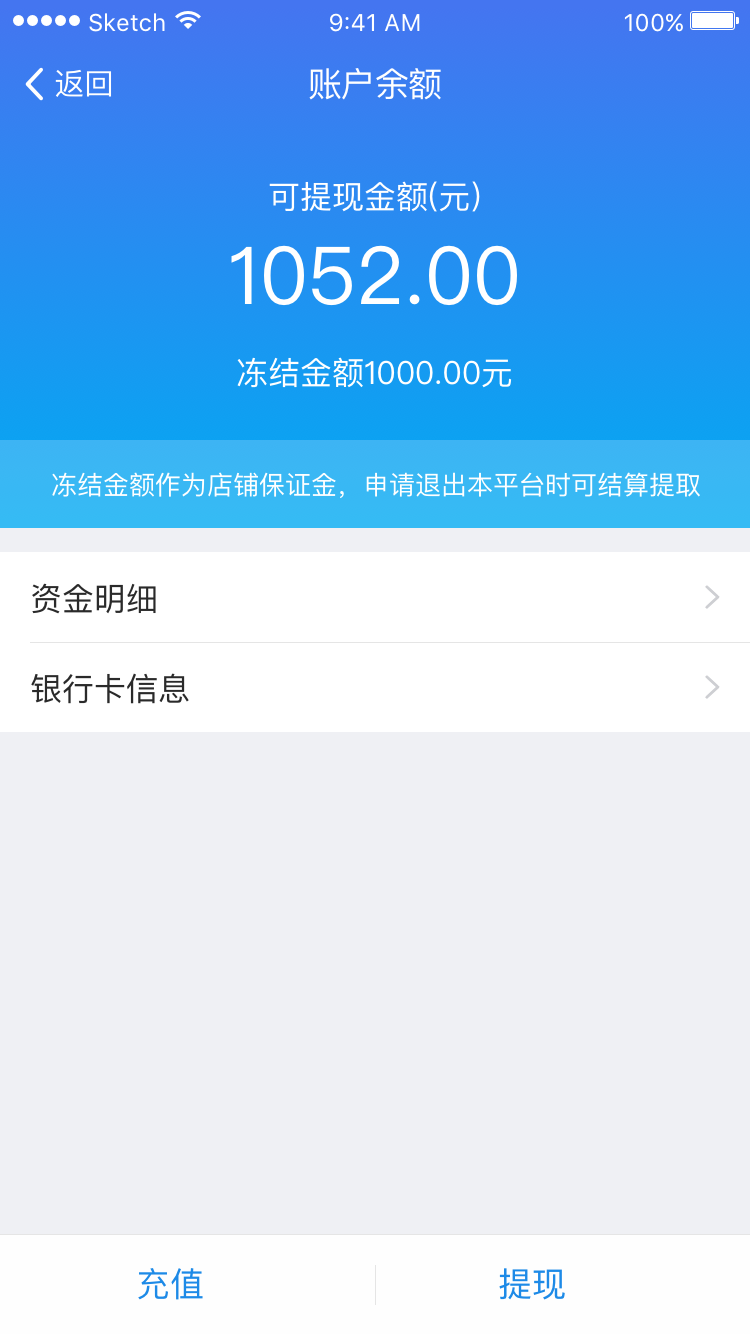 Sketch 9:41 AM 100%
返回 账户余额
可提现金额(元)
1052.00
冻结金额1000.00元
冻结金额作为店铺保证金，申请退出本平台时可结算提取
资金明细
银行卡信息
充值 提现